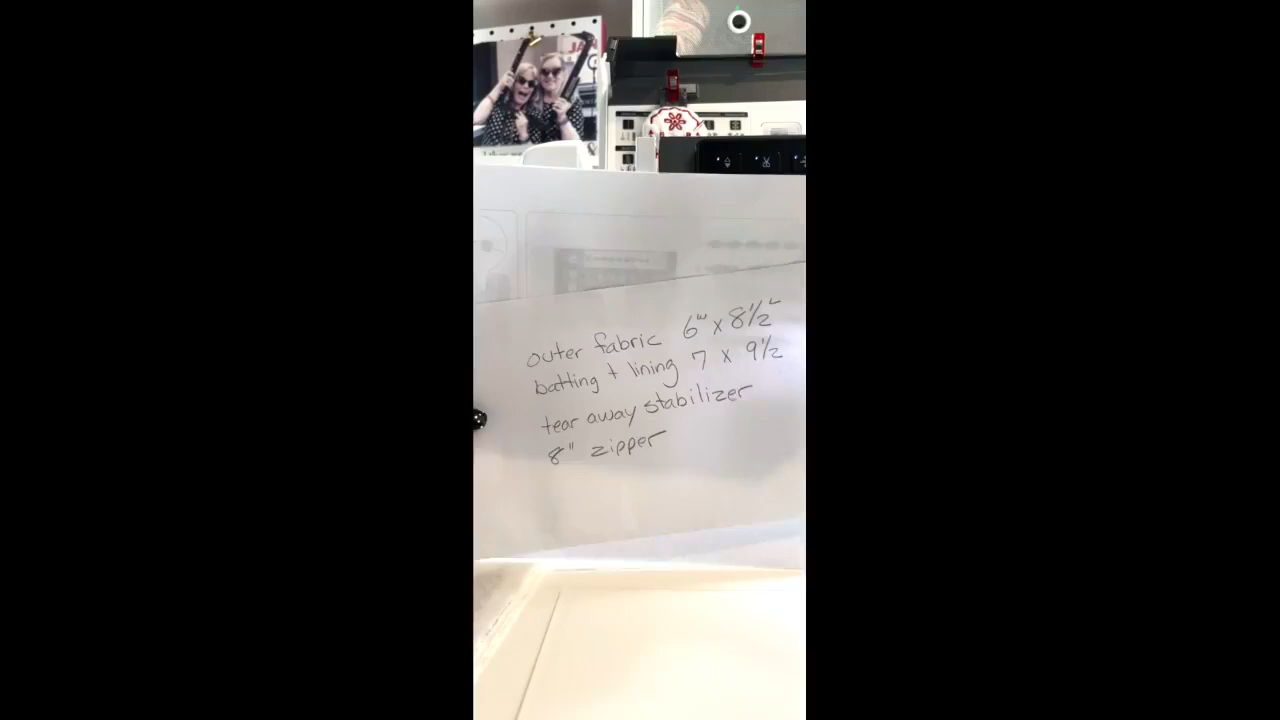 outer fabric 6" x 8½ L
batting + lining 7 x 9½
tear away stabilizer
8" zipper